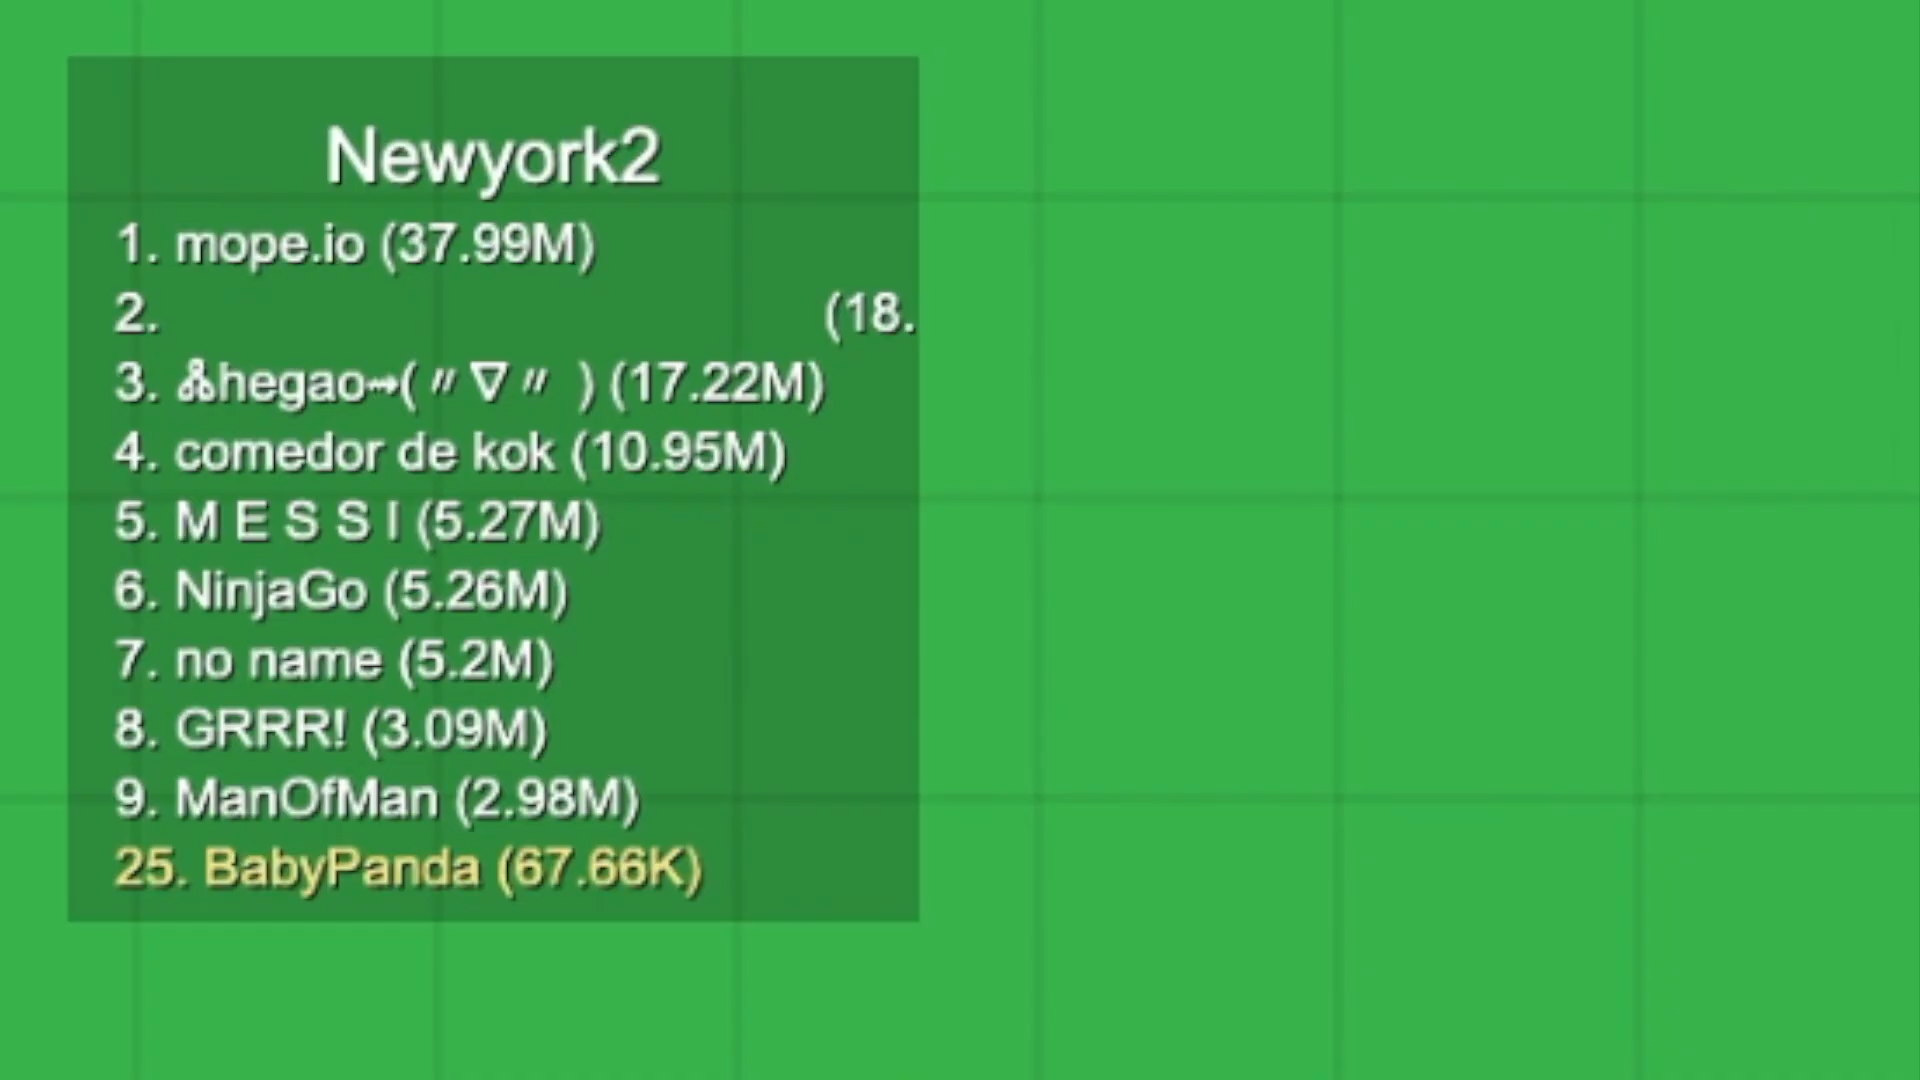 Newyork2
1. mope.io (37.99M)
2. (18.
3. Ahegao⇝(〃∇〃 ) (17.22M)
4. comedor de kok (10.95M)
5. M E S S I (5.27M)
6. NinjaGo (5.26M)
7. no name (5.2M)
8. GRRR! (3.09M)
9. ManOfMan (2.98M)
25. BabyPanda (67.66K)